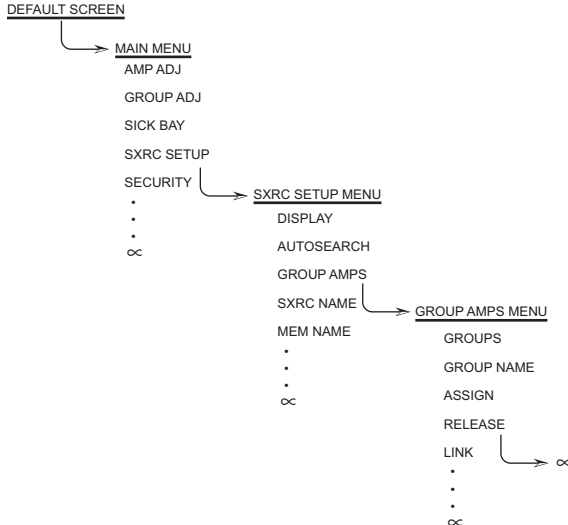 DEFAULT SCREEN
MAIN MENU
AMP ADJ
GROUP ADJ
SICK BAY
SXRC SETUP
SECURITY
•
•
•
∝
SXRC SETUP MENU
DISPLAY
AUTOSEARCH
GROUP AMPS
SXRC NAME
MEM NAME
•
•
•
∝
GROUP AMPS MENU
GROUPS
GROUP NAME
ASSIGN
RELEASE
LINK
∝
•
•
•
∝